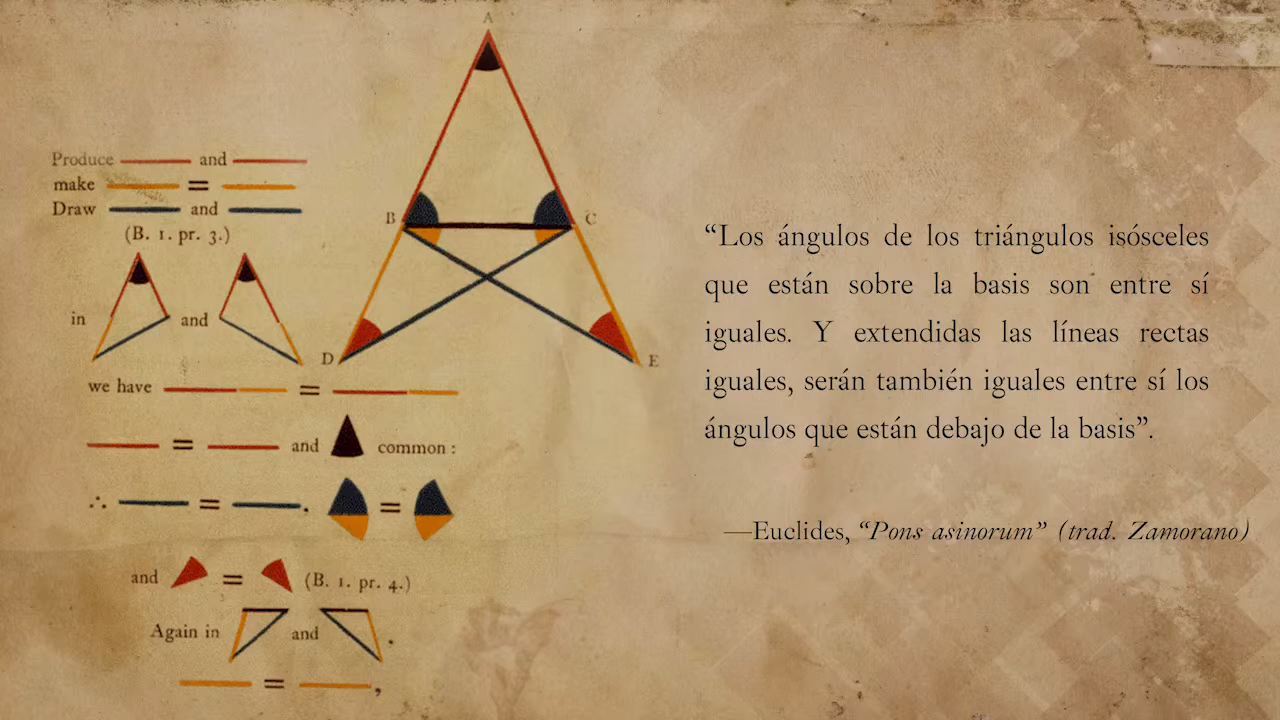 A
Produce and
make =
Draw and
(B. 1. pr. 3.)
B C
in and
D E
we have =
= and common :
∴ = . =
and = (B. 1. pr. 4.)
Again in and .
= ,
“Los ángulos de los triángulos isósceles
que están sobre la basis son entre sí
iguales. Y extendidas las líneas rectas
iguales, serán también iguales entre sí los
ángulos que están debajo de la basis”.
—Euclides, “Pons asinorum” (trad. Zamorano)